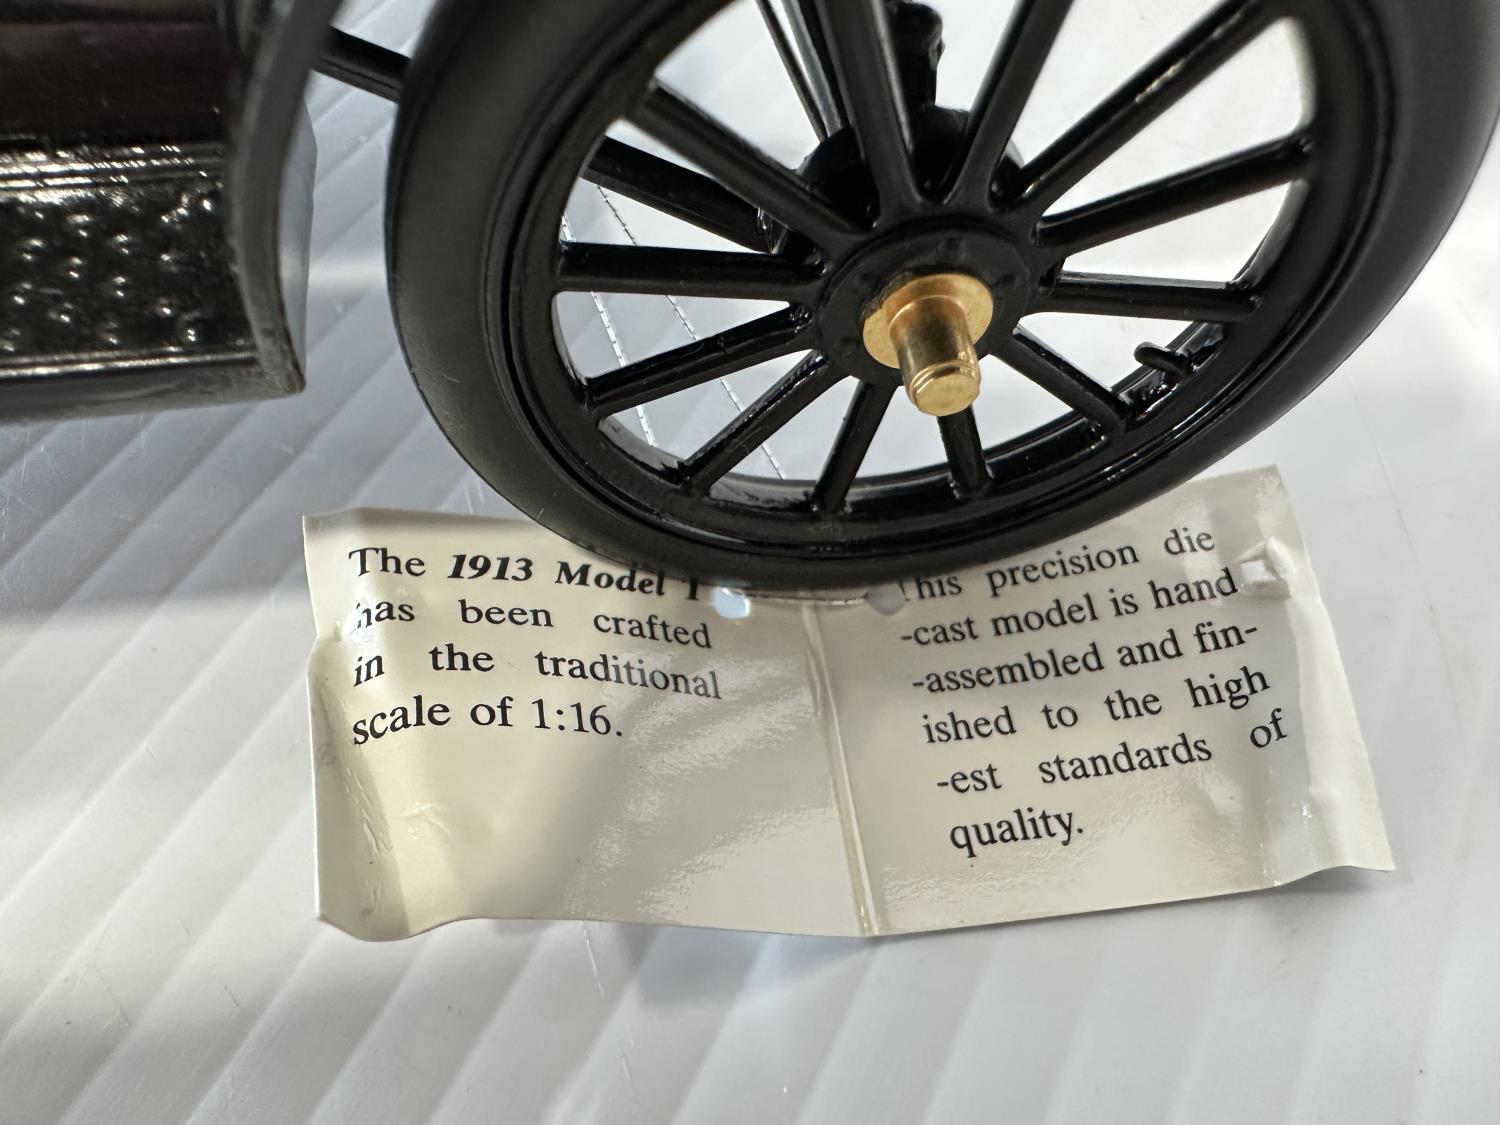 The 1913 Model T
has been crafted
in the traditional
scale of 1:16.
This precision die
-cast model is hand
-assembled and fin-
ished to the high
-est standards of
quality.